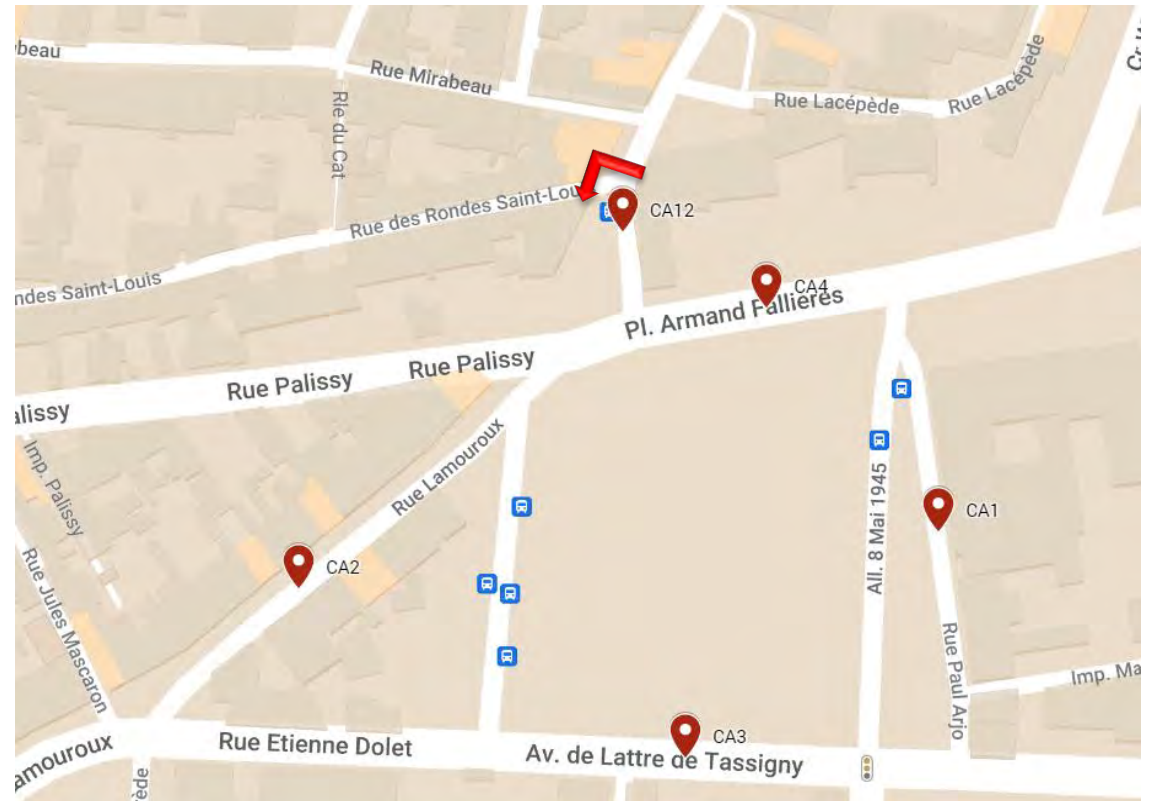 beau
Rue Mirabeau
Rue Lacépède
Rue Lacépède
Rle du Cat
Rue des Rondes Saint-Lou
CA12
ndes Saint-Louis
CA4
Pl. Armand Fallières
Rue Palissy
Rue Palissy
alissy
Imp. Palissy
Rue Lamouroux
All. 8 Mai 1945
CA1
CA2
Rue Jules Mascaron
Rue Paul Arjo
Imp. Ma
CA3
Rue Etienne Dolet
Av. de Lattre de Tassigny
amouroux
ède